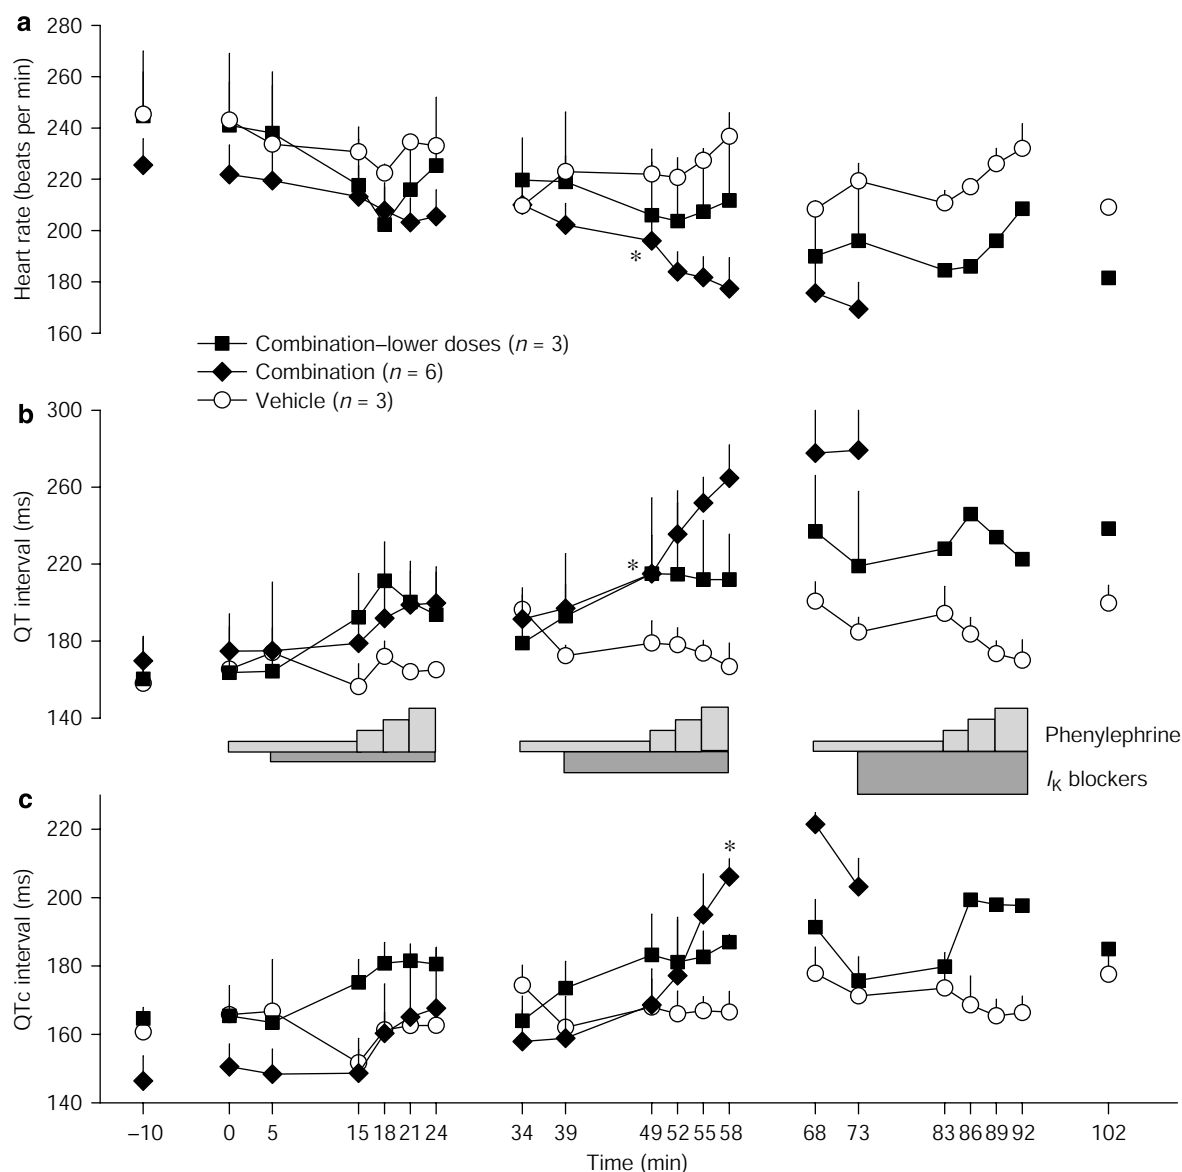 a
280
260
240
220
200
180
160
Heart rate (beats per min)
*
Combination–lower doses (n = 3)
Combination (n = 6)
Vehicle (n = 3)
b
300
260
220
180
140
QT interval (ms)
*
Phenylephrine
IK blockers
c
220
200
180
160
140
QTc interval (ms)
*
–10 0 5 15 18 21 24 34 39 49 52 55 58 68 73 83 86 89 92 102
Time (min)